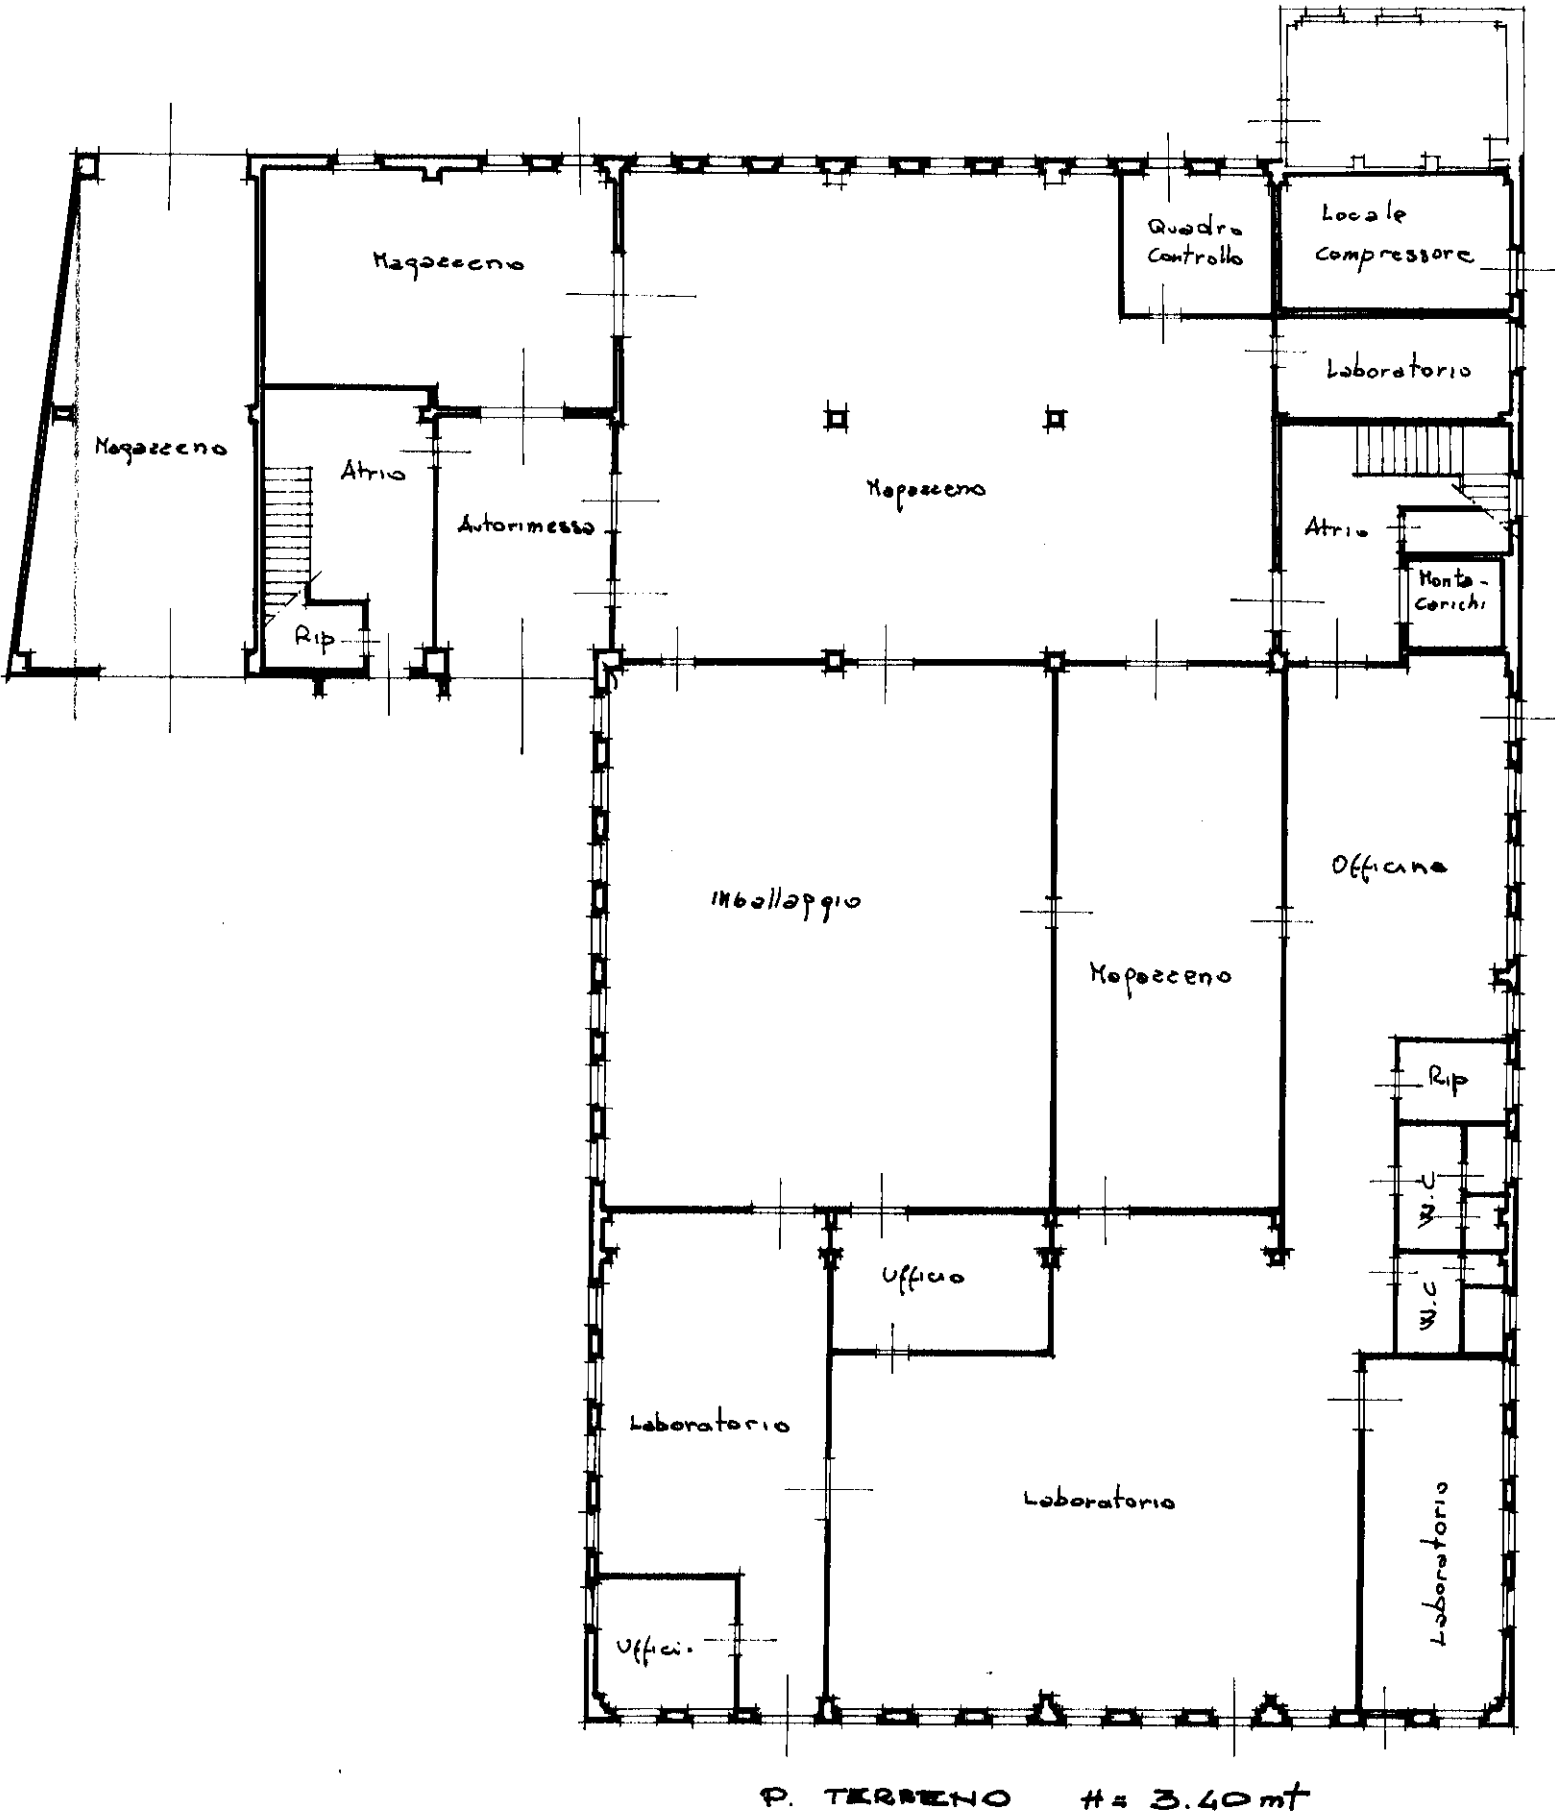 Locale
compressore
Quadro
Controllo
Magazzeno
Laboratorio
Magazzeno
Atrio
Magazzeno
Autorimessa
Atrio
Monta-
Carichi
Rip
Officina
Imballaggio
Magazzeno
Rip
W.C
Ufficio
W.C
Laboratorio
Laboratorio
Laboratorio
Uffici.
P. TERRENO H= 3.40 mt